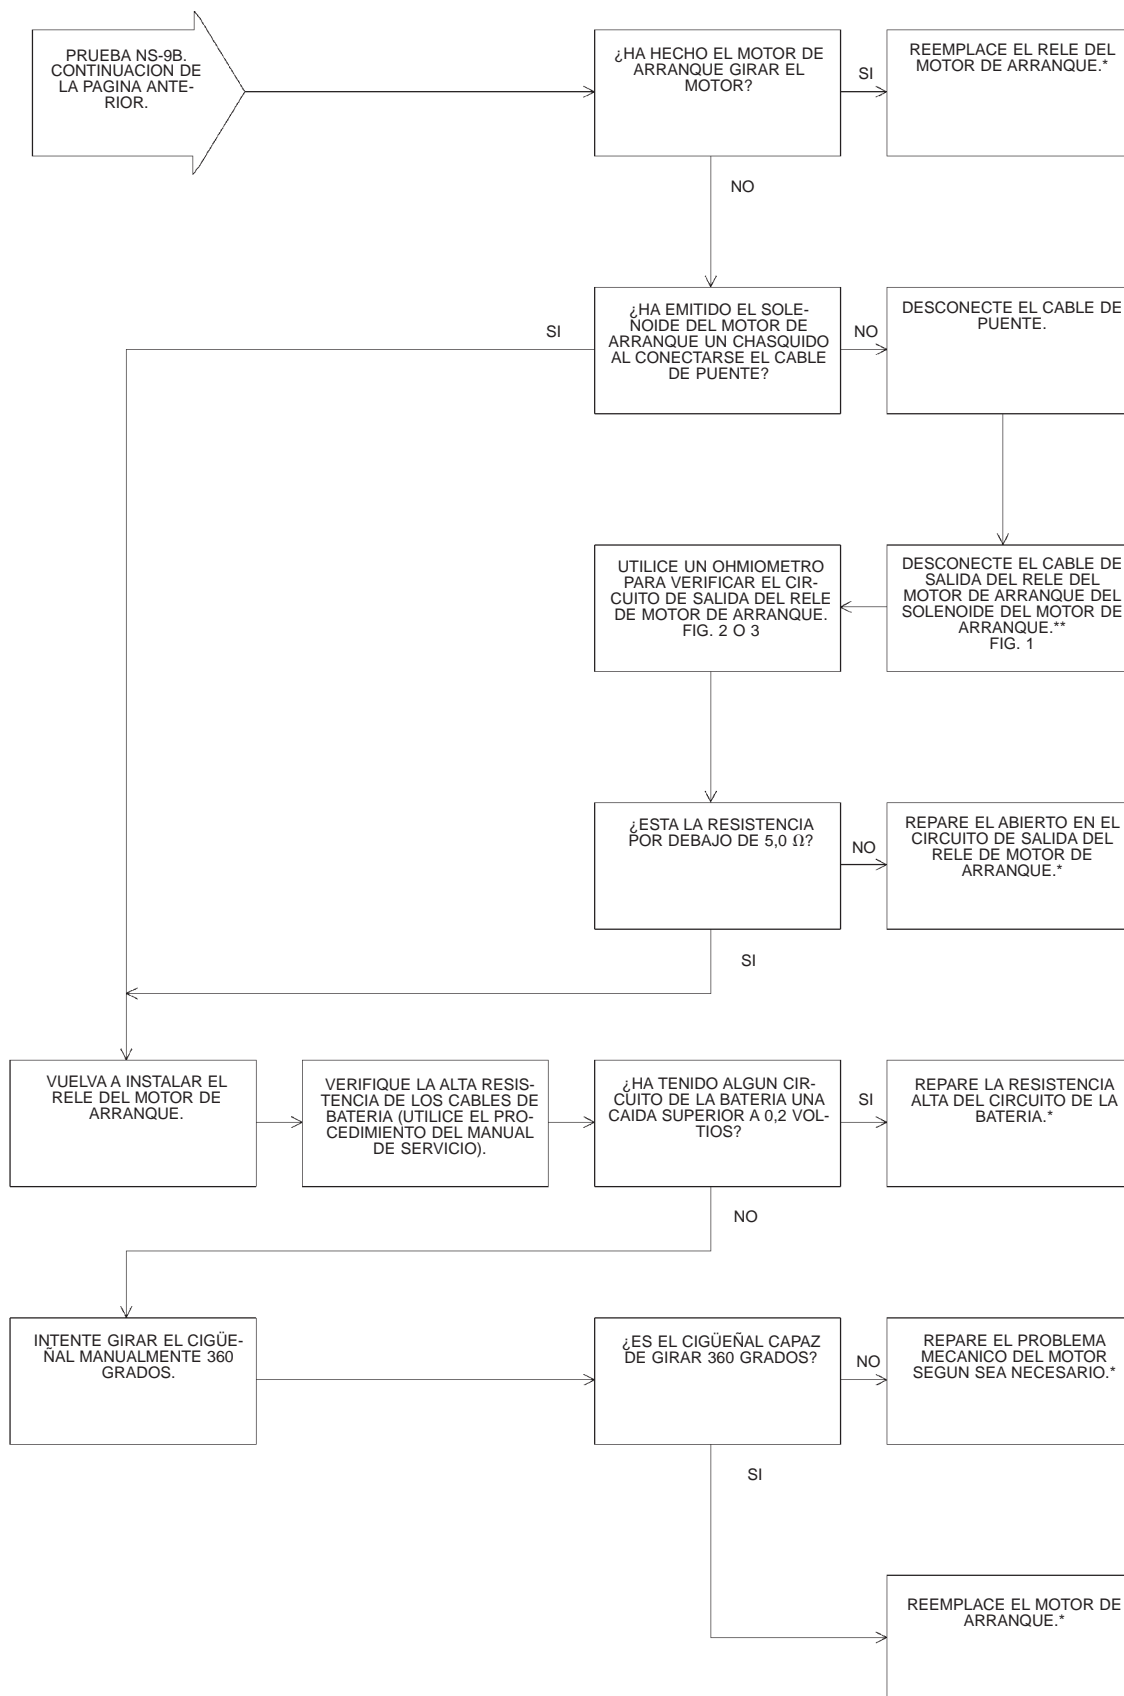 PRUEBA NS-9B.
CONTINUACION DE
LA PAGINA ANTE-
RIOR.
¿HA HECHO EL MOTOR DE
ARRANQUE GIRAR EL
MOTOR?
SI
REEMPLACE EL RELE DEL
MOTOR DE ARRANQUE.*
NO
SI
¿HA EMITIDO EL SOLE-
NOIDE DEL MOTOR DE
ARRANQUE UN CHASQUIDO
AL CONECTARSE EL CABLE
DE PUENTE?
NO
DESCONECTE EL CABLE DE
PUENTE.
UTILICE UN OHMIOMETRO
PARA VERIFICAR EL CIR-
CUITO DE SALIDA DEL RELE
DE MOTOR DE ARRANQUE.
FIG. 2 O 3
DESCONECTE EL CABLE DE
SALIDA DEL RELE DEL
MOTOR DE ARRANQUE DEL
SOLENOIDE DEL MOTOR DE
ARRANQUE.**
FIG. 1
¿ESTA LA RESISTENCIA
POR DEBAJO DE 5,0 Ω?
NO
REPARE EL ABIERTO EN EL
CIRCUITO DE SALIDA DEL
RELE DE MOTOR DE
ARRANQUE.*
SI
VUELVA A INSTALAR EL
RELE DEL MOTOR DE
ARRANQUE.
VERIFIQUE LA ALTA RESIS-
TENCIA DE LOS CABLES DE
BATERIA (UTILICE EL PRO-
CEDIMIENTO DEL MANUAL
DE SERVICIO).
¿HA TENIDO ALGUN CIR-
CUITO DE LA BATERIA UNA
CAIDA SUPERIOR A 0,2 VOL-
TIOS?
SI
REPARE LA RESISTENCIA
ALTA DEL CIRCUITO DE LA
BATERIA.*
NO
INTENTE GIRAR EL CIGÜE-
ÑAL MANUALMENTE 360
GRADOS.
¿ES EL CIGÜEÑAL CAPAZ
DE GIRAR 360 GRADOS?
NO
REPARE EL PROBLEMA
MECANICO DEL MOTOR
SEGUN SEA NECESARIO.*
SI
REEMPLACE EL MOTOR DE
ARRANQUE.*